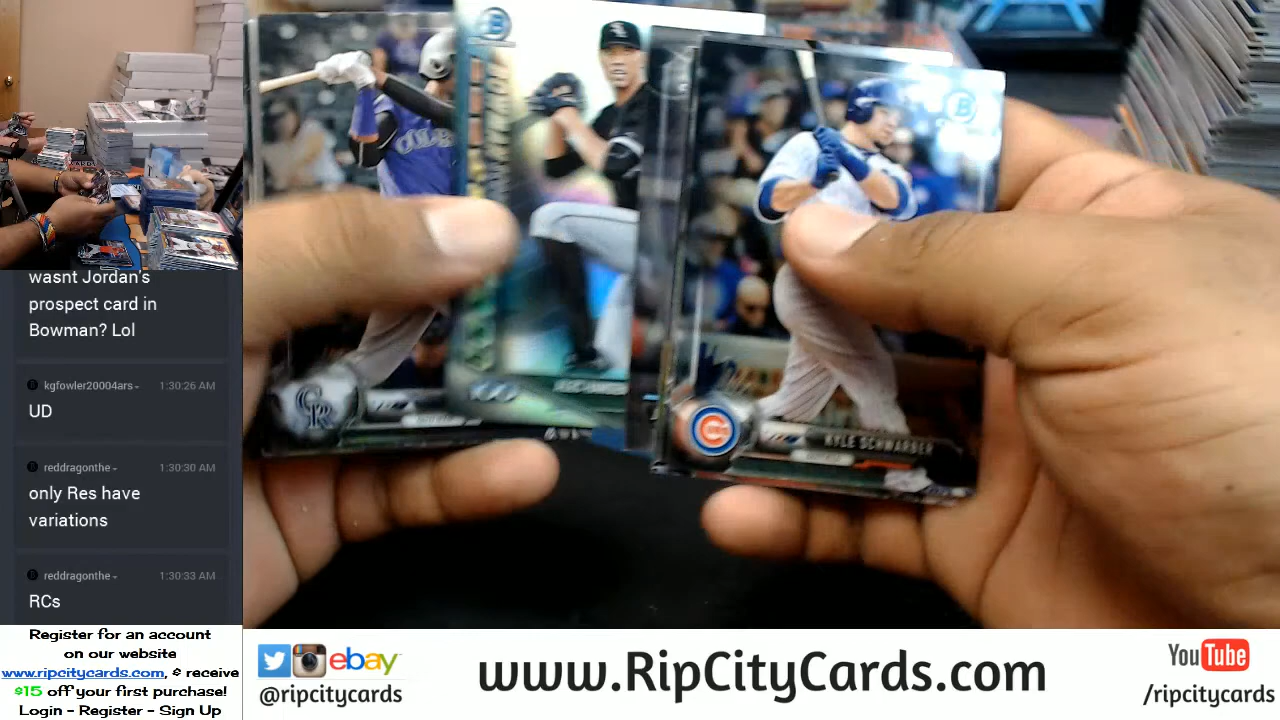 wasnt Jordan's
prospect card in
Bowman? Lol
kgfowler20004ars
1:30:26 AM
UD
reddragonthe
1:30:30 AM
only Res have
variations
reddragonthe
1:30:33 AM
RCs
Register for an account
on our website
www.ripcitycards.com, & receive
$15 off your first purchase!
Login - Register - Sign Up
KYLE SCHWARBER
B
CR
C
ebay
@ripcitycards
www.RipCityCards.com
YouTube
/ripcitycards